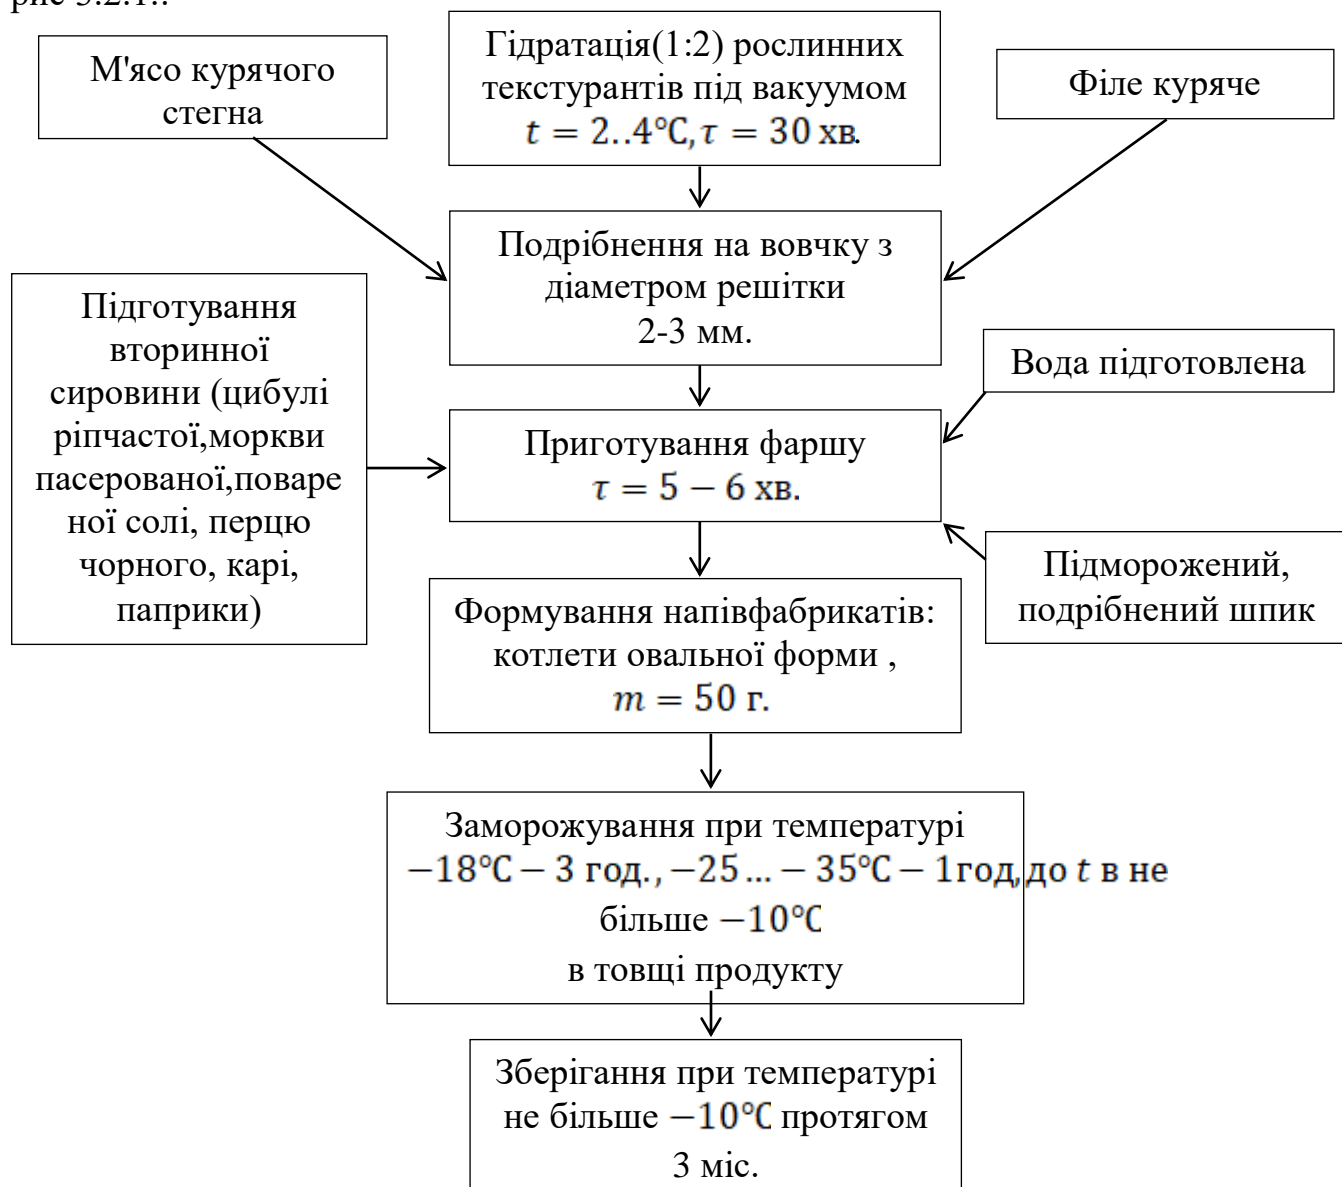 рис 3.2.1..
М'ясо курячого
стегна
Гідратація(1:2) рослинних
текстурантів під вакуумом
t = 2..4℃, τ = 30 хв.
Філе куряче
Подрібнення на вовчку з
діаметром решітки
2-3 мм.
Підготування
вторинної
сировини (цибулі
ріпчастої,моркви
пасерованої,поваре
ної солі, перцю
чорного, карі,
паприки)
Вода підготовлена
Приготування фаршу
τ = 5 − 6 хв.
Підморожений,
подрібнений шпик
Формування напівфабрикатів:
котлети овальної форми ,
m = 50 г.
Заморожування при температурі
−18℃ − 3 год., −25 … − 35℃ − 1год,до t в не
більше −10℃
в товщі продукту
Зберігання при температурі
не більше −10℃ протягом
3 міс.